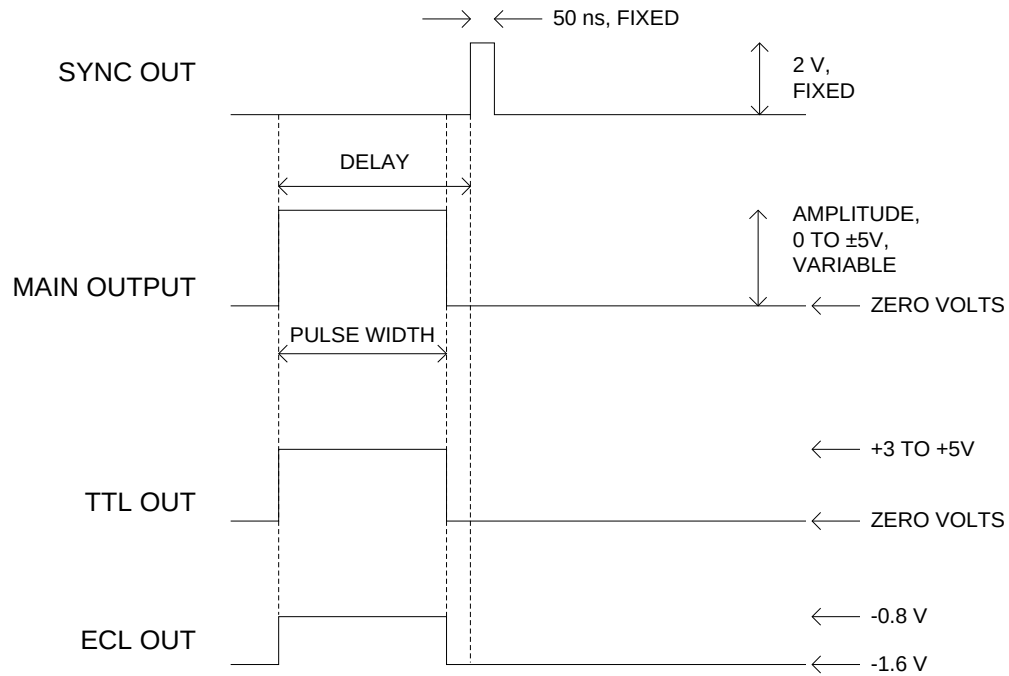 50 ns, FIXED
SYNC OUT
2 V,
FIXED
DELAY
AMPLITUDE,
0 TO ±5V,
VARIABLE
MAIN OUTPUT
ZERO VOLTS
PULSE WIDTH
+3 TO +5V
TTL OUT
ZERO VOLTS
-0.8 V
ECL OUT
-1.6 V